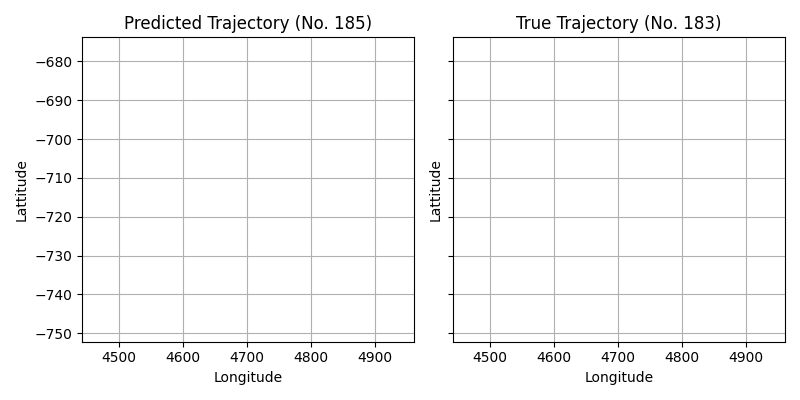 Predicted Trajectory (No. 185)
True Trajectory (No. 183)
−680
−690
−700
−710
−720
−730
−740
−750
Lattitude
Lattitude
4500 4600 4700 4800 4900
4500 4600 4700 4800 4900
Longitude
Longitude